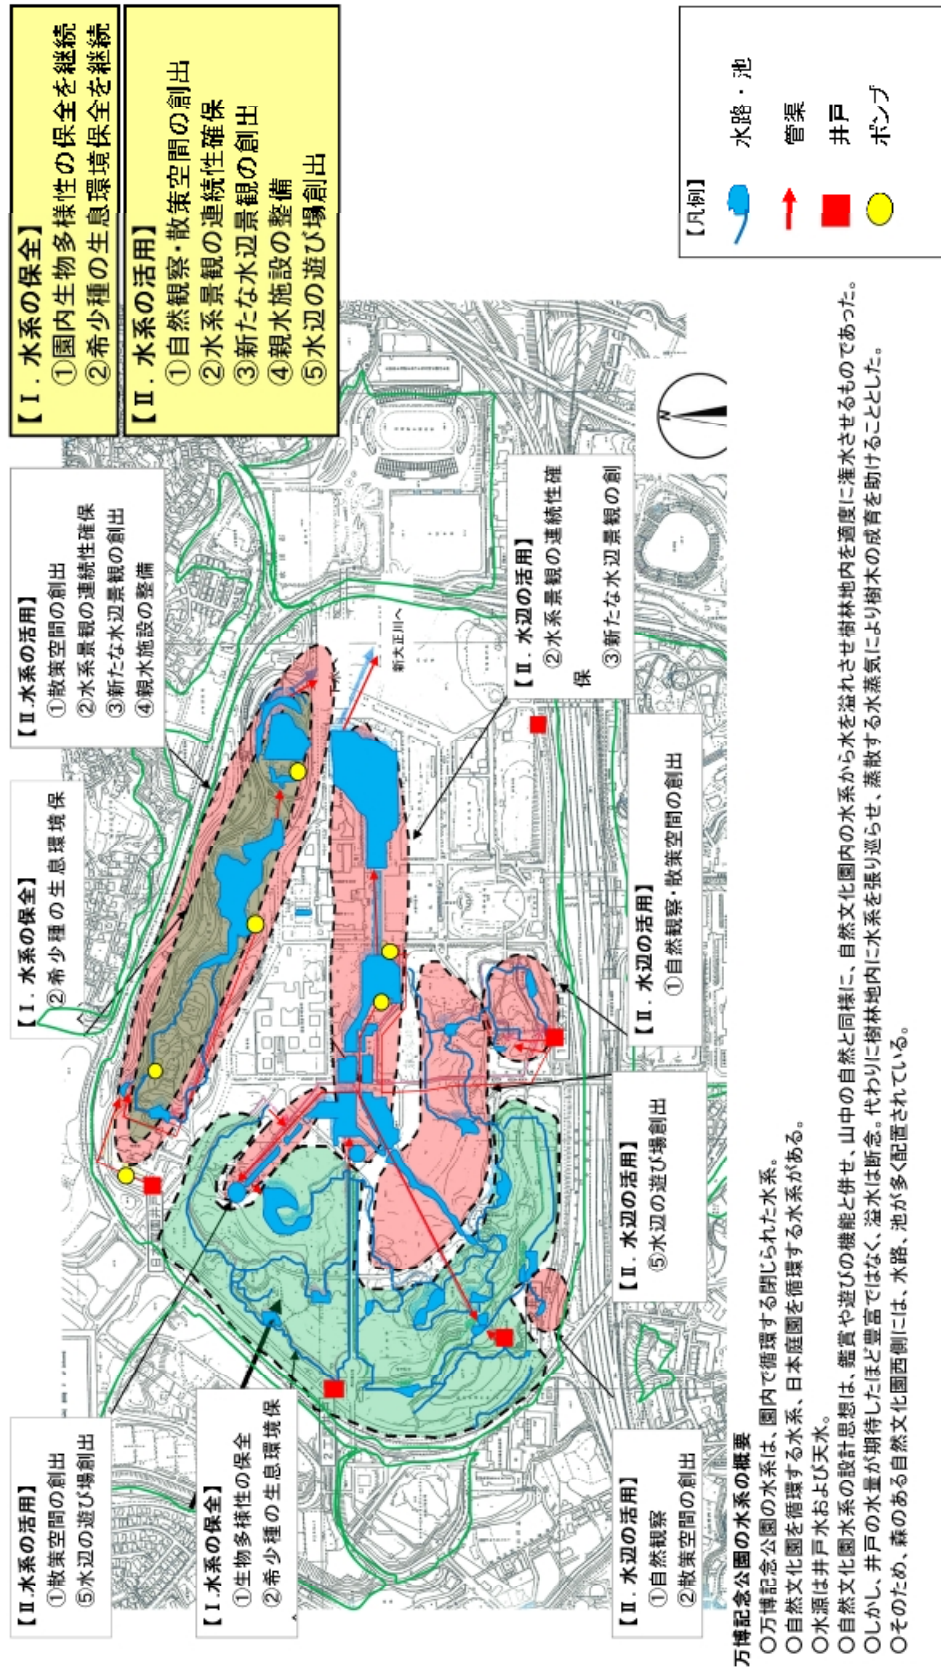 【Ⅰ. 水系の保全】
①園内生物多様性の保全を継続
②希少種の生息環境保全を継続
【Ⅱ. 水系の活用】
①自然観察・散策空間の創出
②水系景観の連続性確保
③新たな水辺景観の創出
④親水施設の整備
⑤水辺の遊び場創出
【Ⅱ.水系の活用】
①散策空間の創出
⑤水辺の遊び場創出
【Ⅰ.水系の保全】
①生物多様性の保全
②希少種の生息環境保
【Ⅰ. 水系の保全】
②希少種の生息環境保
【Ⅱ.水系の活用】
①散策空間の創出
②水系景観の連続性確保
③新たな水辺景観の創出
④親水施設の整備
新大正川へ
【Ⅱ. 水辺の活用】
①自然観察
②散策空間の創出
【Ⅱ. 水辺の活用】
⑤水辺の遊び場創出
【Ⅱ. 水辺の活用】
①自然観察・散策空間の創出
【Ⅱ. 水辺の活用】
②水系景観の連続性確
保
③新たな水辺景観の創
N
【凡例】
水路・池
管渠
井戸
ポンプ
万博記念公園の水系の概要
○万博記念公園の水系は、園内で循環する閉じられた水系。
○自然文化園を循環する水系、日本庭園を循環する水系がある。
○水源は井戸水および天水。
○自然文化園水系の設計思想は、鑑賞や遊びの機能と併せ、山中の自然と同様に、自然文化園内の水系から水を溢れさせ樹林地内を適度に潅水させるものであった。
○しかし、井戸の水量が期待したほど豊富ではなく、溢水は断念。代わりに樹林地内に水系を張り巡らせ、蒸散する水蒸気により樹木の成育を助けることとした。
○そのため、森のある自然文化園西側には、水路、池が多く配置されている。